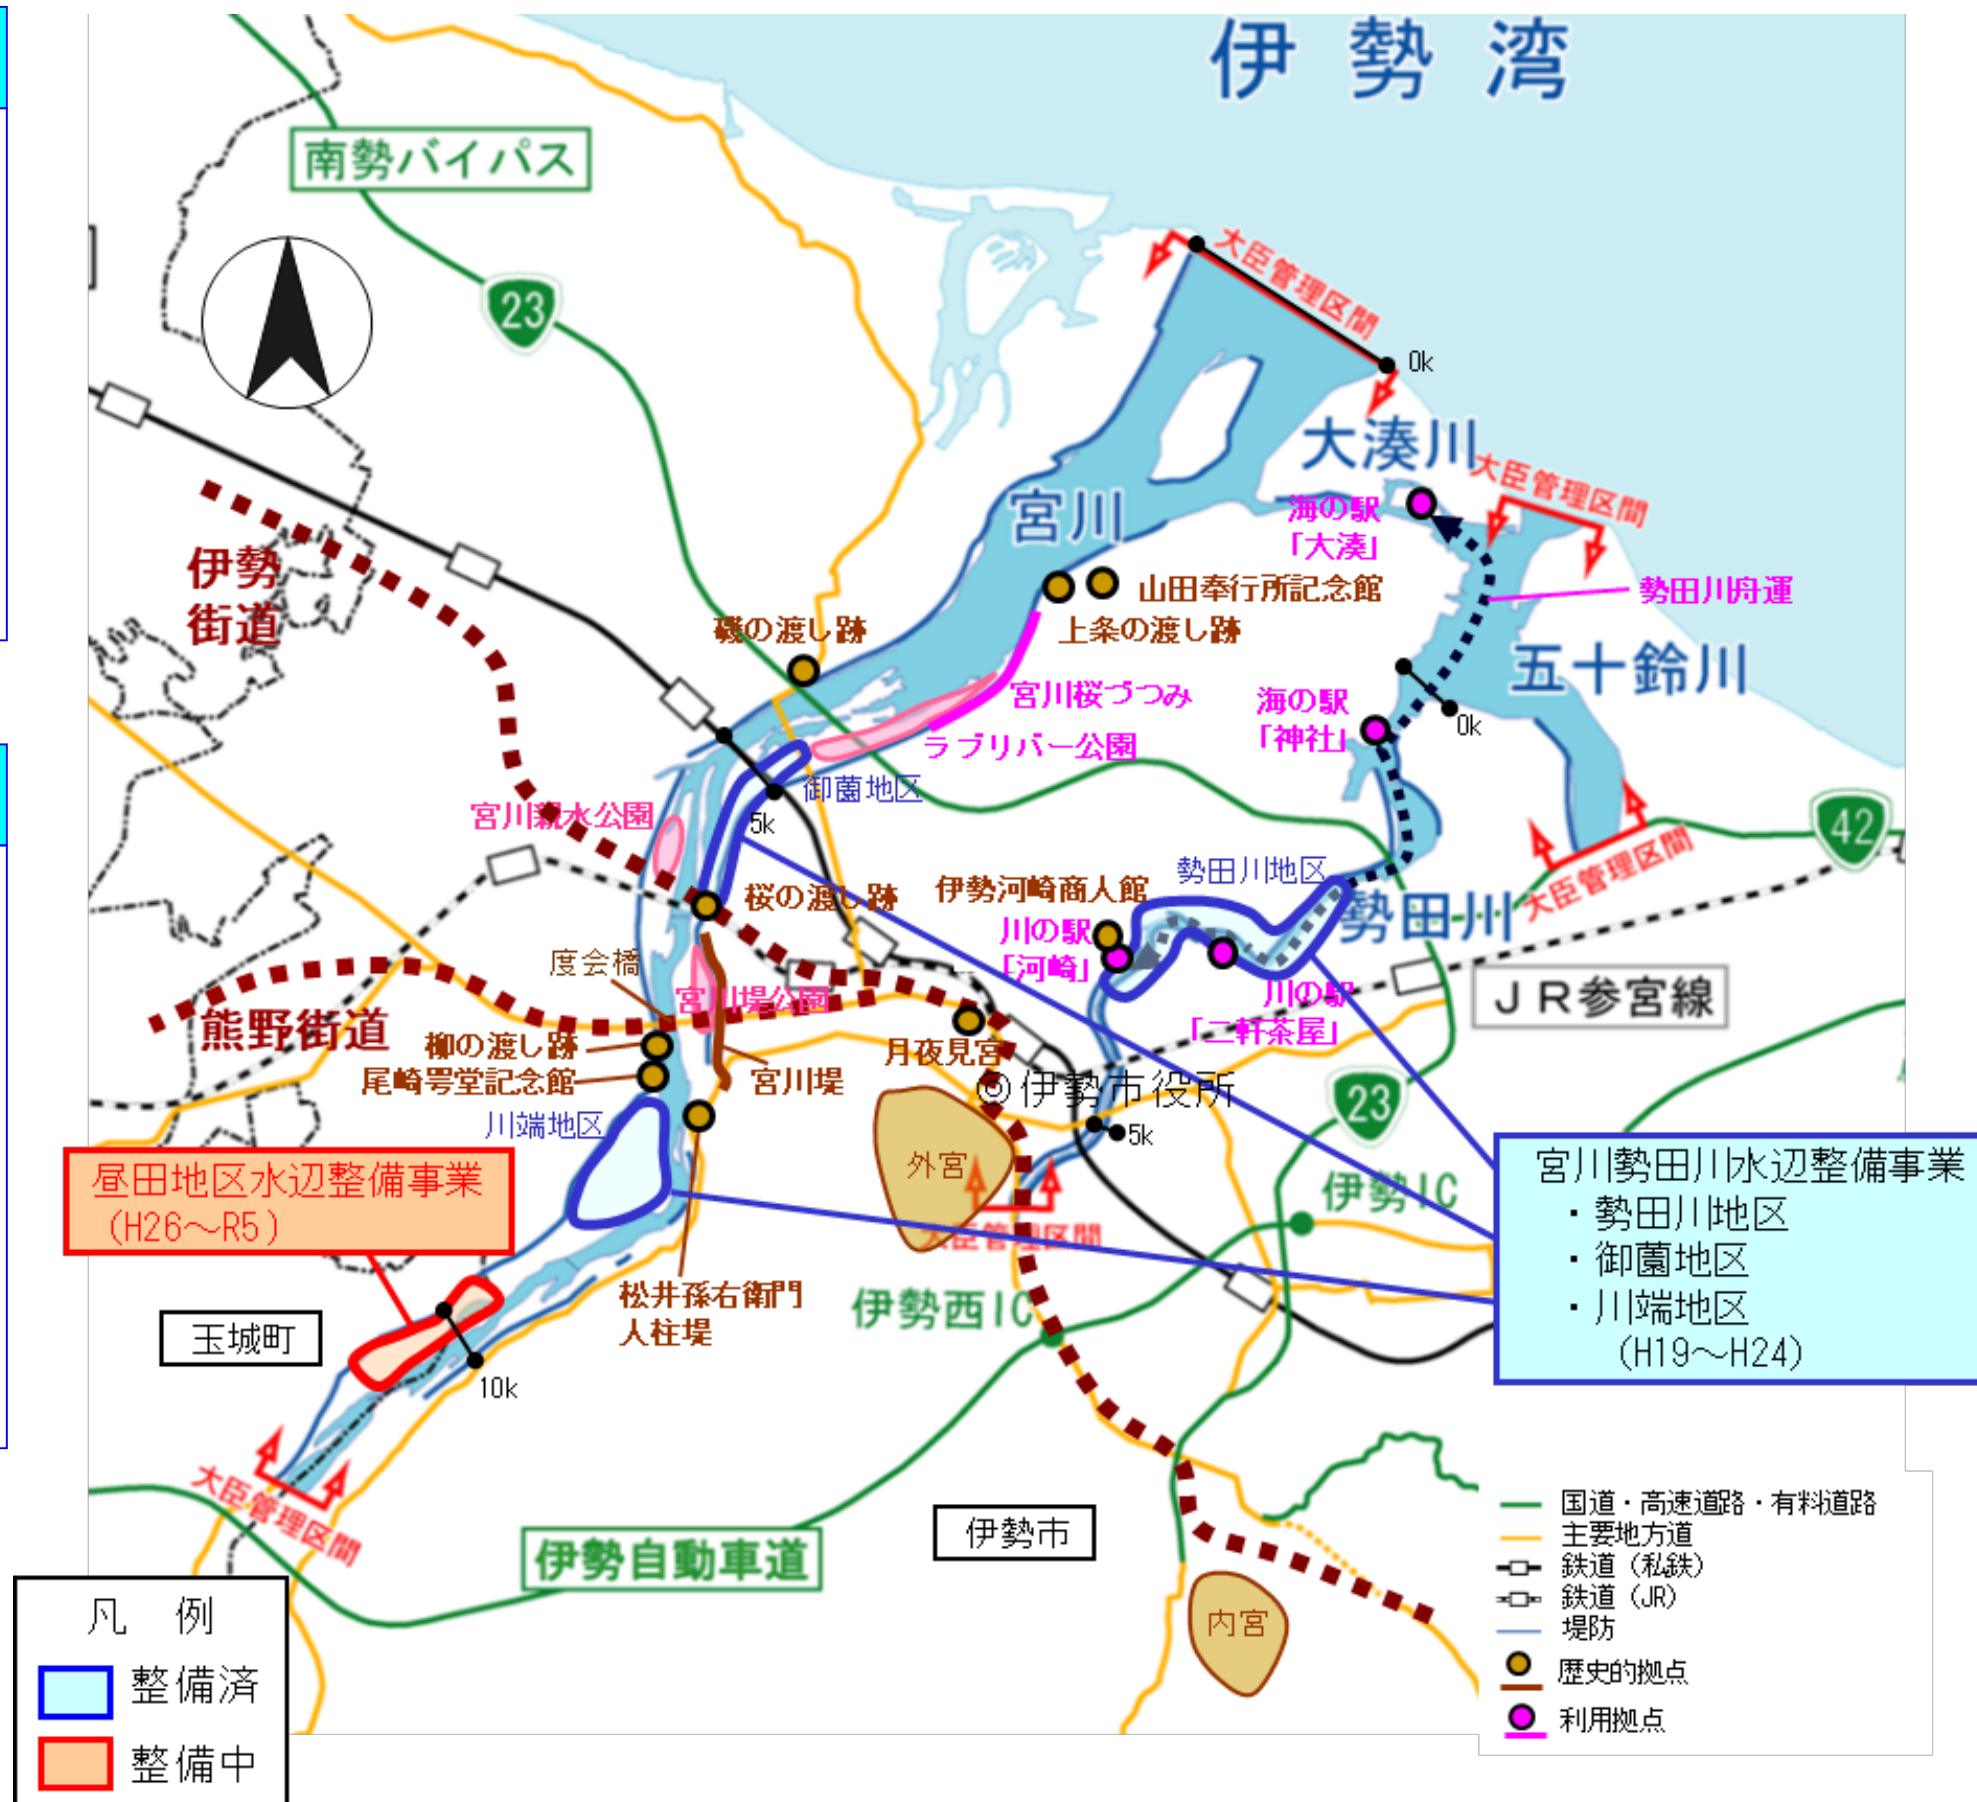 伊勢湾
南勢バイパス
23
大臣管理区間
0k
大湊川
大臣管理区間
海の駅
「大湊」
宮川
伊勢
街道
山田奉行所記念館
上条の渡し跡
勢田川舟運
磯の渡し跡
五十鈴川
宮川桜づつみ
海の駅
「神社」
0k
ラブリバー公園
御薗地区
宮川親水公園
5k
42
大臣管理区間
勢田川地区
桜の渡し跡
伊勢河崎商人館
勢田川
川の駅
「河崎」
度会橋
宮川堤公園
川の駅
「二軒茶屋」
JR参宮線
熊野街道
柳の渡し跡
月夜見宮
尾崎咢堂記念館
宮川堤
伊勢市役所
23
川端地区
5k
外宮
大臣管理区間
伊勢IC
昼田地区水辺整備事業
(H26～R5)
宮川勢田川水辺整備事業
・勢田川地区
・御薗地区
・川端地区
(H19～H24)
松井孫右衛門
人柱堤
伊勢西IC
玉城町
10k
大臣管理区間
伊勢市
伊勢自動車道
内宮
凡例
整備済
整備中
国道・高速道路・有料道路
主要地方道
鉄道（私鉄）
鉄道（JR）
堤防
歴史的拠点
利用拠点